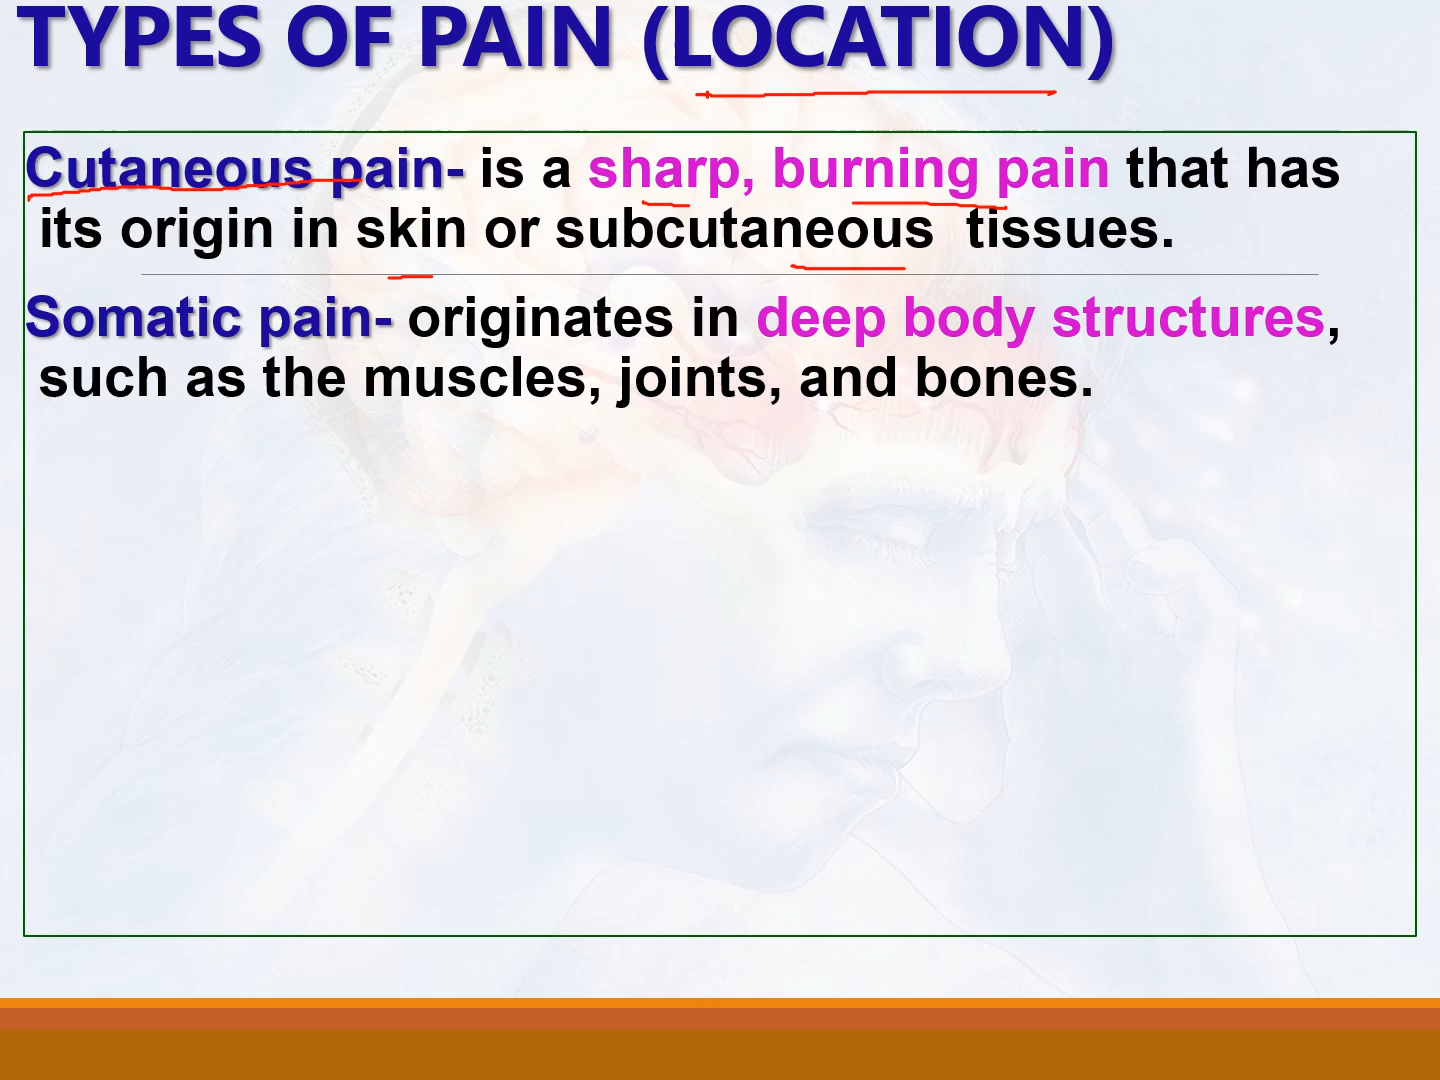 TYPES OF PAIN (LOCATION)
Cutaneous pain- is a sharp, burning pain that has
its origin in skin or subcutaneous tissues.
Somatic pain- originates in deep body structures,
such as the muscles, joints, and bones.